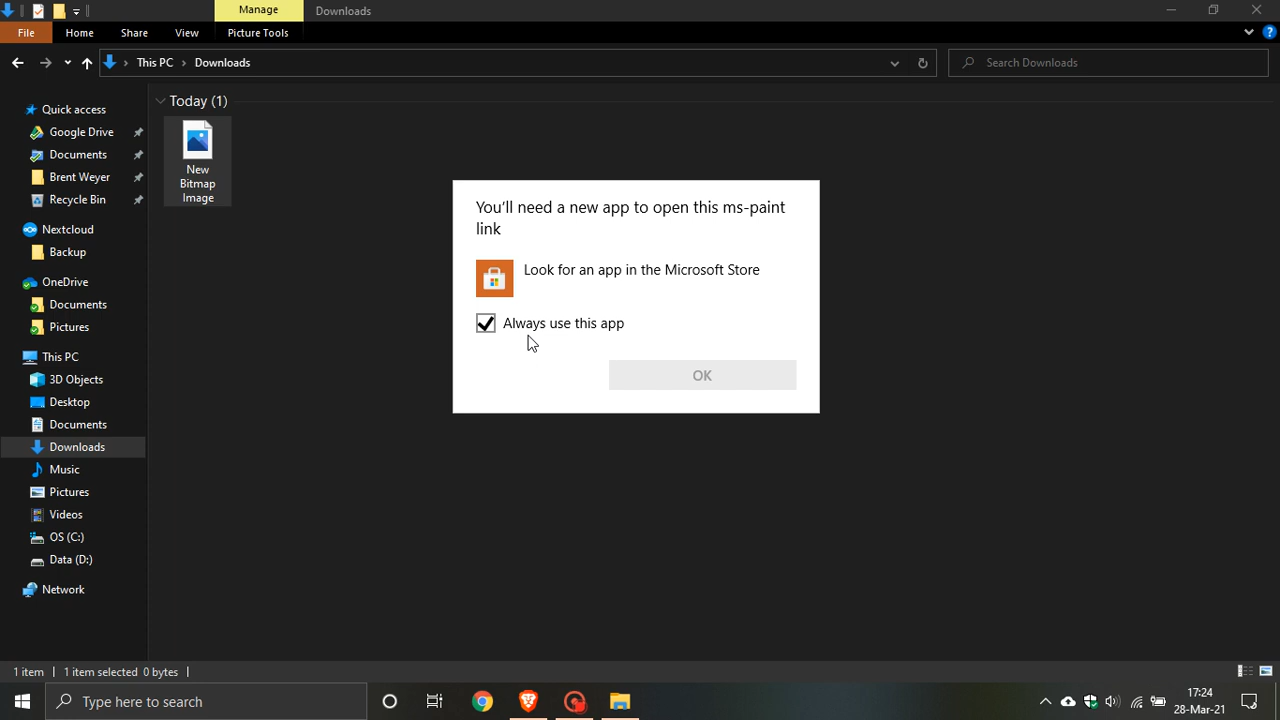 Manage
Downloads
File
Home
Share
View
Picture Tools
This PC
Downloads
Search Downloads
Quick access
Google Drive
Documents
Brent Weyer
Recycle Bin
Nextcloud
Backup
OneDrive
Documents
Pictures
This PC
3D Objects
Desktop
Documents
Downloads
Music
Pictures
Videos
OS (C:)
Data (D:)
Network
Today (1)
New
Bitmap
Image
You'll need a new app to open this ms-paint
link
Look for an app in the Microsoft Store
Always use this app
OK
1 item
1 item selected 0 bytes
Type here to search
17:24
28-Mar-21